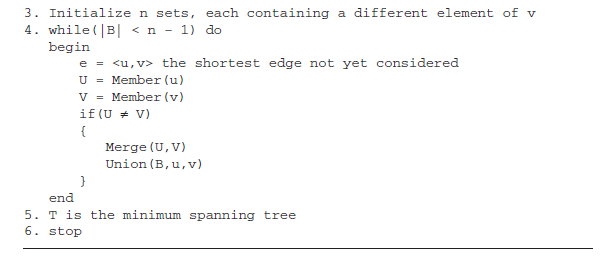 3. Initialize n sets, each containing a different element of v
4. while(|B| < n - 1) do
begin
e = <u,v> the shortest edge not yet considered
U = Member(u)
V = Member(v)
if(U ≠ V)
{
Merge(U,V)
Union(B,u,v)
}
end
5. T is the minimum spanning tree
6. stop